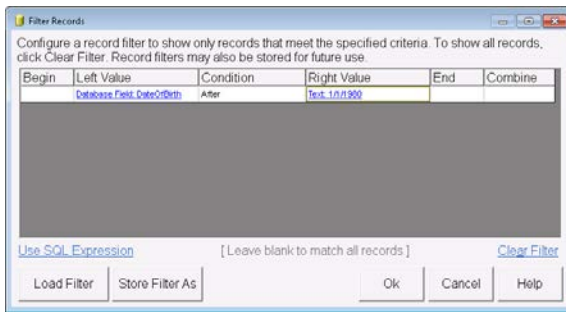 Filter Records
Configure a record filter to show only records that meet the specified criteria. To show all records,
click Clear Filter. Record filters may also be stored for future use.
Begin Left Value Condition Right Value End Combine
Database Field: DateOfBirth After Text: 1/1/1980
Use SQL Expression [ Leave blank to match all records ] Clear Filter
Load Filter Store Filter As Ok Cancel Help